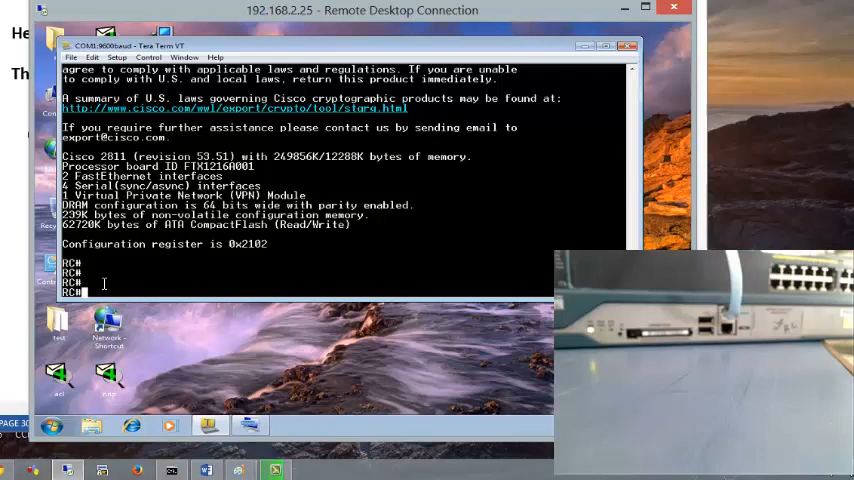 192.168.2.25 - Remote Desktop Connection
He
Th
COM1:9600baud - Tera Term VT
File Edit Setup Control Window Help
agree to comply with applicable laws and regulations. If you are unable
to comply with U.S. and local laws, return this product immediately.
A summary of U.S. laws governing Cisco cryptographic products may be found at:
http://www.cisco.com/wwl/export/crypto/tool/stqrg.html
If you require further assistance please contact us by sending email to
export@cisco.com.
Cisco 2811 (revision 53.51) with 249856K/12288K bytes of memory.
Processor board ID FTX1216A001
2 FastEthernet interfaces
4 Serial(sync/async) interfaces
1 Virtual Private Network (VPN) Module
DRAM configuration is 64 bits wide with parity enabled.
239K bytes of non-volatile configuration memory.
62720K bytes of ATA CompactFlash (Read/Write)
Configuration register is 0x2102
RC#
RC#
RC#
RC#
test
Network -
Shortcut
acl
PAGE 30